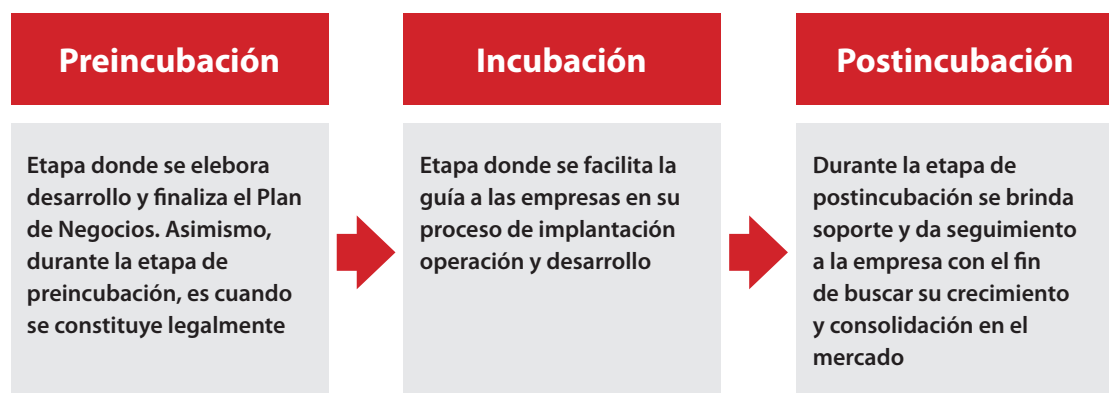 Preincubación
Etapa donde se elebora
desarrollo y finaliza el Plan
de Negocios. Asimismo,
durante la etapa de
preincubación, es cuando
se constituye legalmente
Incubación
Etapa donde se facilita la
guía a las empresas en su
proceso de implantación
operación y desarrollo
Postincubación
Durante la etapa de
postincubación se brinda
soporte y da seguimiento
a la empresa con el fin
de buscar su crecimiento
y consolidación en el
mercado